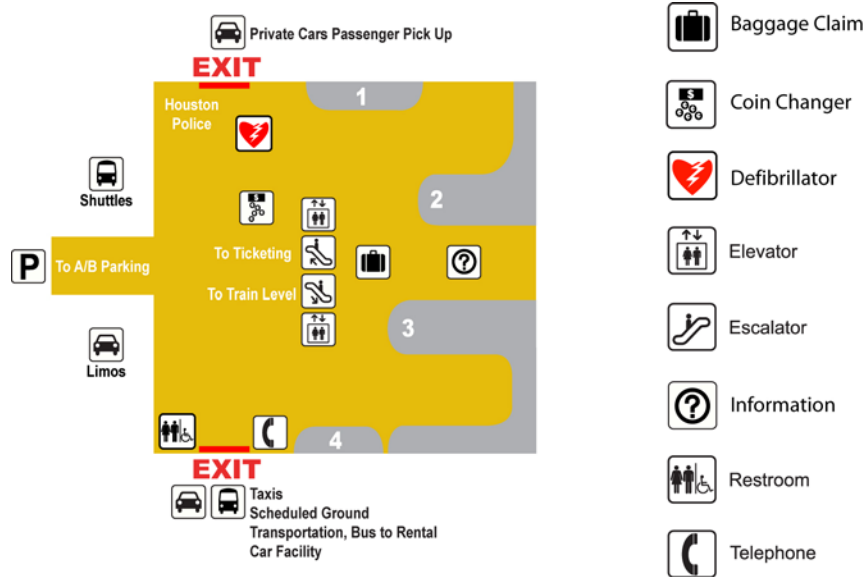 Private Cars Passenger Pick Up
EXIT
Houston
Police
1
2
3
4
Shuttles
P
To A/B Parking
Limos
To Ticketing
To Train Level
$
?
EXIT
Taxis
Scheduled Ground
Transportation, Bus to Rental
Car Facility
Baggage Claim
$
Coin Changer
Defibrillator
Elevator
Escalator
?
Information
Restroom
Telephone